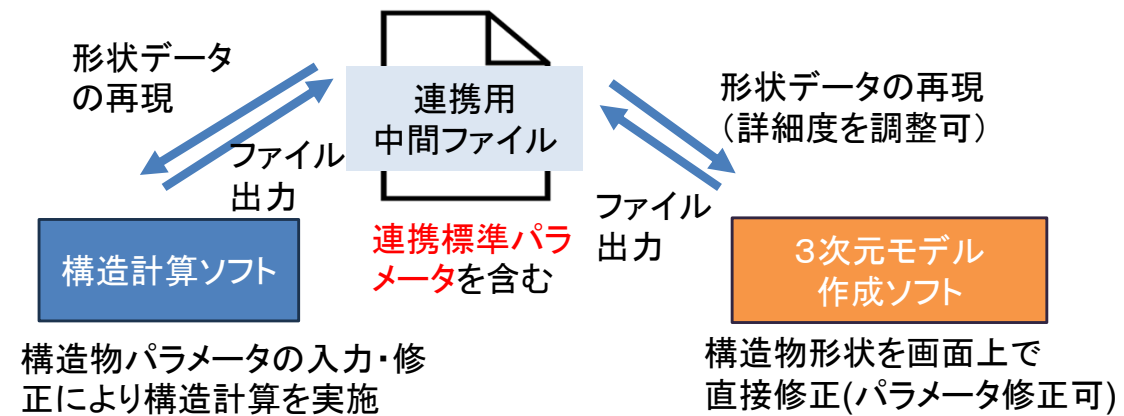 形状データ
の再現
連携用
中間ファイル
形状データの再現
（詳細度を調整可）
ファイル
出力
ファイル
出力
連携標準パラ
メータを含む
構造計算ソフト
３次元モデル
作成ソフト
構造物パラメータの入力・修
正により構造計算を実施
構造物形状を画面上で
直接修正(パラメータ修正可)